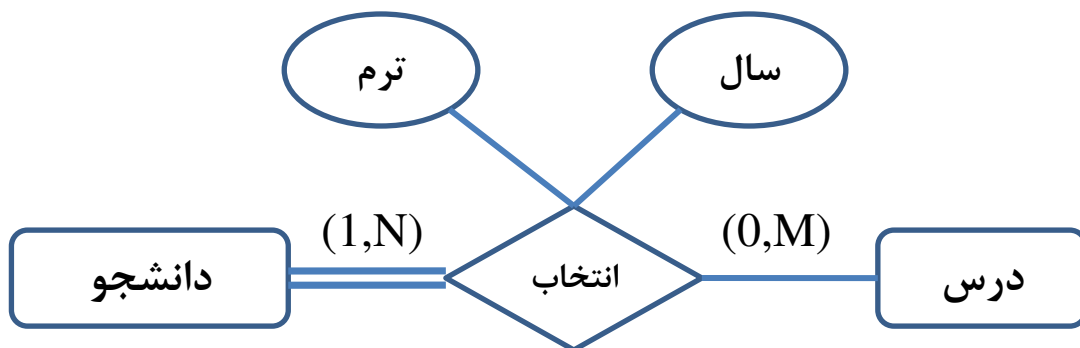 سال
ترم
(0,M)
(1,N)
درس
انتخاب
دانشجو